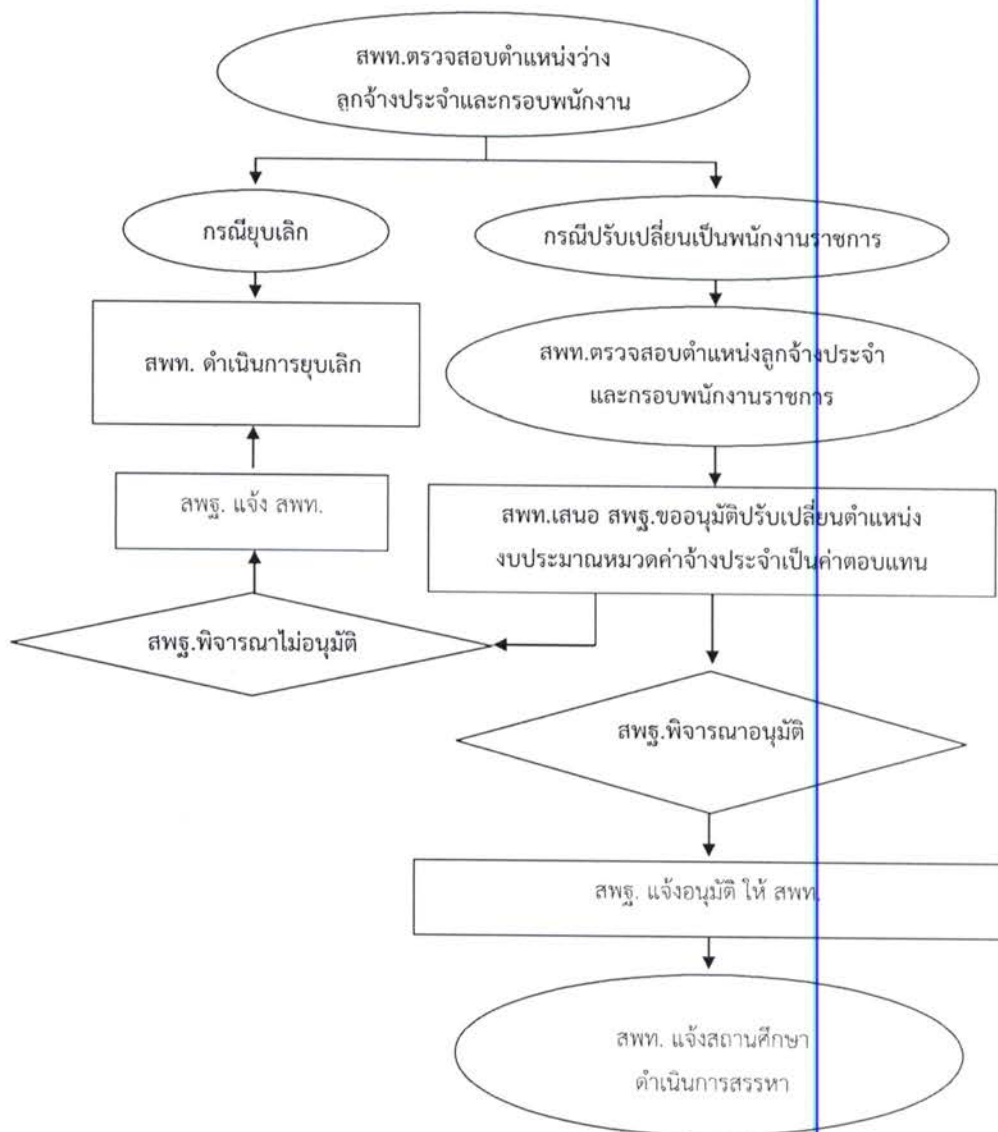 สพท.ตรวจสอบตำแหน่งว่าง
ลูกจ้างประจำและกรอบพนักงาน
กรณียุบเลิก
กรณีปรับเปลี่ยนเป็นพนักงานราชการ
สพท. ดำเนินการยุบเลิก
สพท.ตรวจสอบตำแหน่งลูกจ้างประจำ
และกรอบพนักงานราชการ
สพฐ. แจ้ง สพท.
สพท.เสนอ สพฐ.ขออนุมัติปรับเปลี่ยนตำแหน่ง
งบประมาณหมวดค่าจ้างประจำเป็นค่าตอบแทน
สพฐ.พิจารณาไม่อนุมัติ
สพฐ.พิจารณาอนุมัติ
สพฐ. แจ้งอนุมัติ ให้ สพท.
สพท. แจ้งสถานศึกษา
ดำเนินการสรรหา